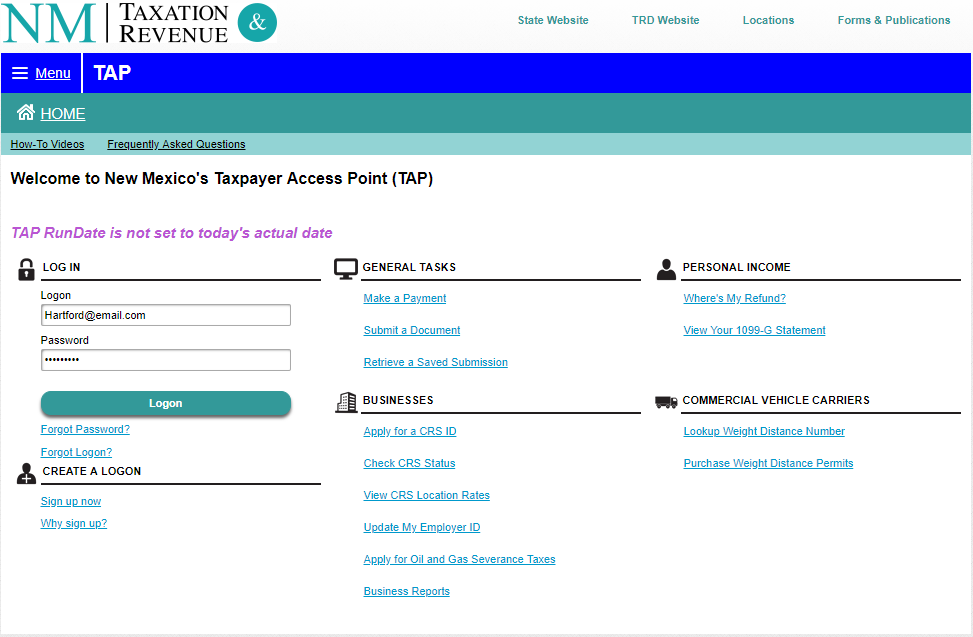 NM TAXATION & REVENUE
State Website TRD Website Locations Forms & Publications
Menu TAP
HOME
How-To Videos Frequently Asked Questions
Welcome to New Mexico's Taxpayer Access Point (TAP)
TAP RunDate is not set to today's actual date
LOG IN
Logon
Hartford@email.com
Password
•••••••••
Logon
Forgot Password?
Forgot Logon?
CREATE A LOGON
Sign up now
Why sign up?
GENERAL TASKS
Make a Payment
Submit a Document
Retrieve a Saved Submission
BUSINESSES
Apply for a CRS ID
Check CRS Status
View CRS Location Rates
Update My Employer ID
Apply for Oil and Gas Severance Taxes
Business Reports
PERSONAL INCOME
Where's My Refund?
View Your 1099-G Statement
COMMERCIAL VEHICLE CARRIERS
Lookup Weight Distance Number
Purchase Weight Distance Permits